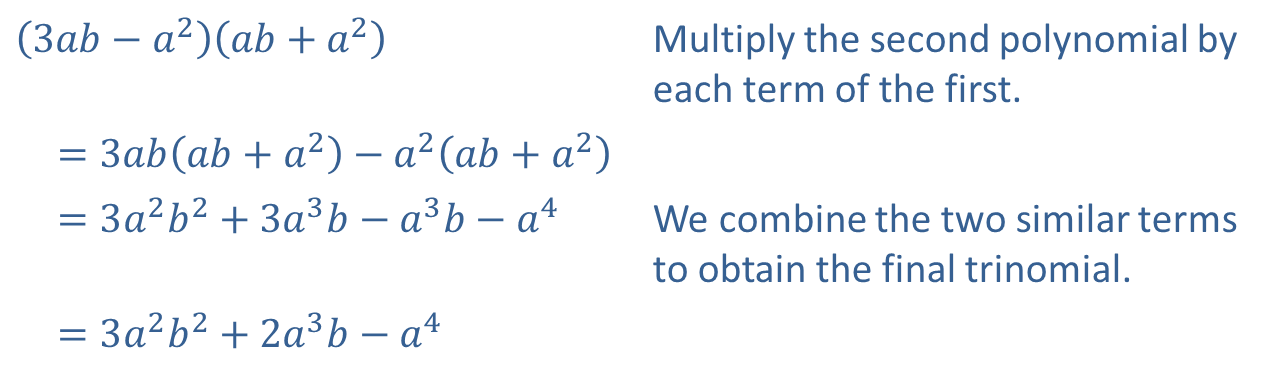 (3ab − a²)(ab + a²) Multiply the second polynomial by
each term of the first.
= 3ab(ab + a²) − a²(ab + a²)
= 3a²b² + 3a³b − a³b − a⁴ We combine the two similar terms
to obtain the final trinomial.
= 3a²b² + 2a³b − a⁴